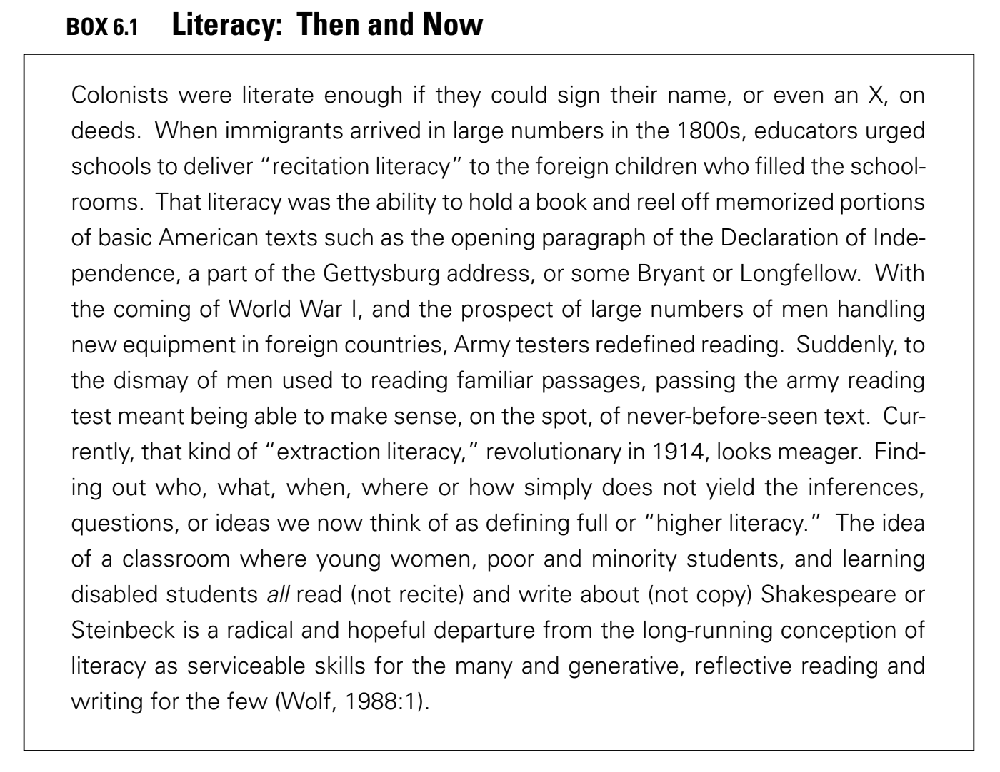 BOX 6.1 Literacy: Then and Now
Colonists were literate enough if they could sign their name, or even an X, on
deeds. When immigrants arrived in large numbers in the 1800s, educators urged
schools to deliver “recitation literacy” to the foreign children who filled the school-
rooms. That literacy was the ability to hold a book and reel off memorized portions
of basic American texts such as the opening paragraph of the Declaration of Inde-
pendence, a part of the Gettysburg address, or some Bryant or Longfellow. With
the coming of World War I, and the prospect of large numbers of men handling
new equipment in foreign countries, Army testers redefined reading. Suddenly, to
the dismay of men used to reading familiar passages, passing the army reading
test meant being able to make sense, on the spot, of never-before-seen text. Cur-
rently, that kind of “extraction literacy,” revolutionary in 1914, looks meager. Find-
ing out who, what, when, where or how simply does not yield the inferences,
questions, or ideas we now think of as defining full or “higher literacy.” The idea
of a classroom where young women, poor and minority students, and learning
disabled students all read (not recite) and write about (not copy) Shakespeare or
Steinbeck is a radical and hopeful departure from the long-running conception of
literacy as serviceable skills for the many and generative, reflective reading and
writing for the few (Wolf, 1988:1).